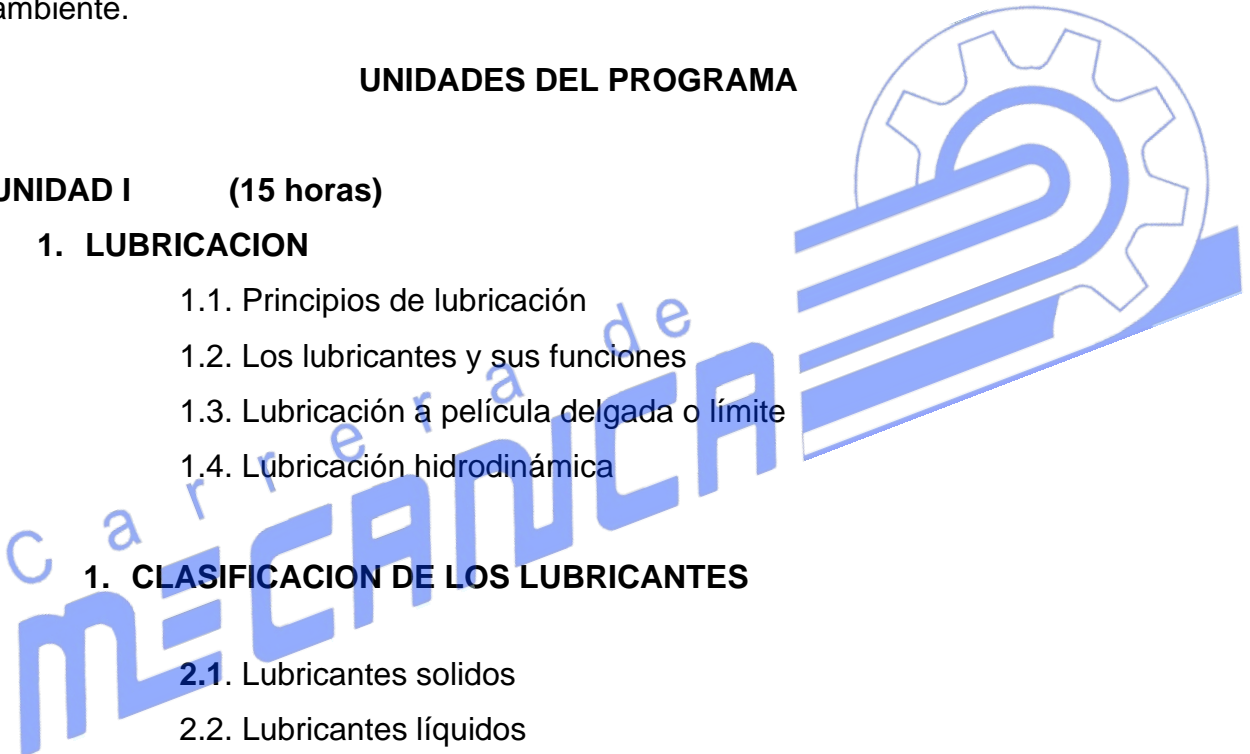 ambiente.
UNIDADES DEL PROGRAMA
UNIDAD I (15 horas)
1. LUBRICACION
1.1. Principios de lubricación
1.2. Los lubricantes y sus funciones
1.3. Lubricación a película delgada o límite
1.4. Lubricación hidrodinámica
Carrera de
MECANICA
1. CLASIFICACION DE LOS LUBRICANTES
2.1. Lubricantes solidos
2.2. Lubricantes líquidos